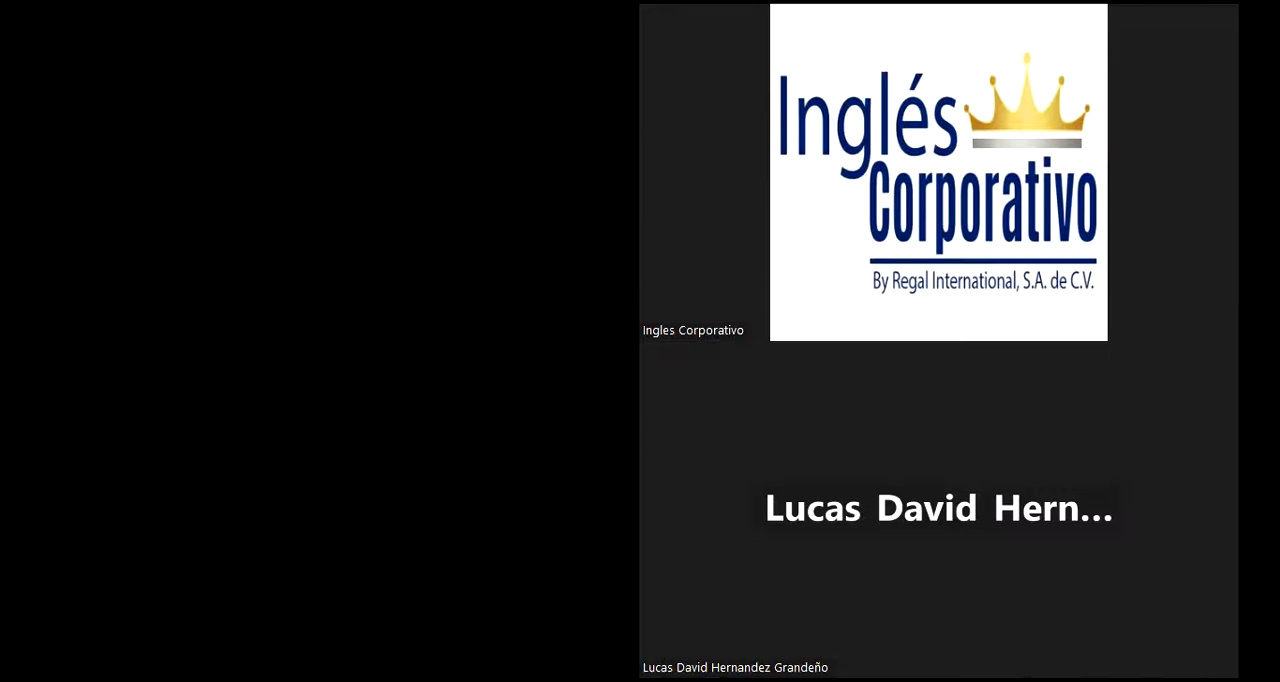 Inglés
Corporativo
By Regal International, S.A. de C.V.
Ingles Corporativo
Lucas David Hern...
Lucas David Hernandez Grandeño